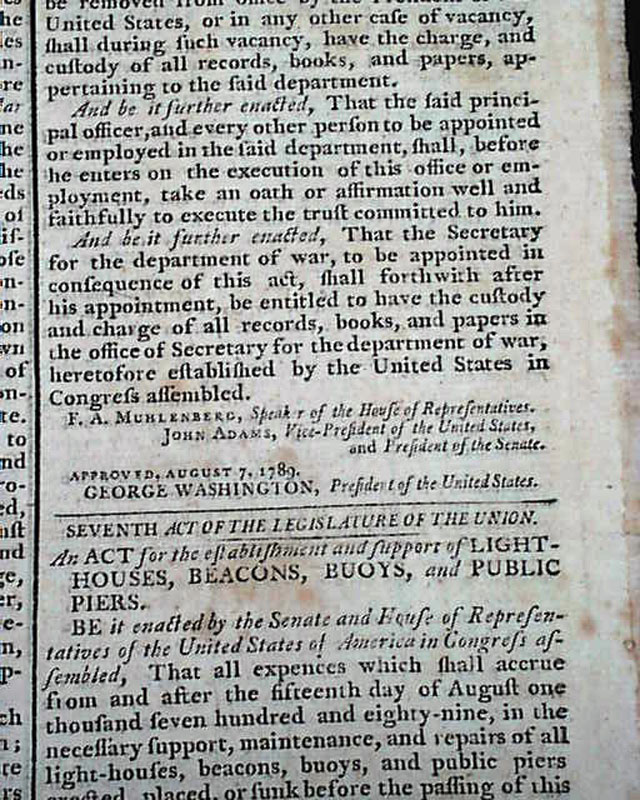 be removed from office by the President of the
United States, or in any other caſe of vacancy,
ſhall during ſuch vacancy, have the charge, and
cuſtody of all records, books, and papers, ap-
pertaining to the ſaid department.
And be it further enacted, That the ſaid princi-
pal officer, and every other perſon to be appointed
or employed in the ſaid department, ſhall, before
he enters on the execution of this office or em-
ployment, take an oath or affirmation well and
faithfully to execute the truſt committed to him.
And be it further enacted, That the Secretary
for the department of war, to be appointed in
conſequence of this act, ſhall forthwith after
his appointment, be entitled to have the cuſtody
and charge of all records, books, and papers in
the office of Secretary for the department of war,
heretofore eſtabliſhed by the United States in
Congreſs aſſembled.
F. A. MUHLENBERG, Speaker of the Houſe of Repreſentatives.
JOHN ADAMS, Vice-Preſident of the United States,
and Preſident of the Senate.
APPROVED, AUGUST 7, 1789.
GEORGE WASHINGTON, Preſident of the United States.
SEVENTH ACT OF THE LEGISLATURE OF THE UNION.
An ACT for the eſtabliſhment and ſupport of LIGHT-
HOUSES, BEACONS, BUOYS, and PUBLIC
PIERS.
BE it enacted by the Senate and Houſe of Repreſen-
tatives of the United States of America in Congreſs aſ-
ſembled, That all expences which ſhall accrue
from and after the fifteenth day of Auguſt one
thouſand ſeven hundred and eighty-nine, in the
neceſſary ſupport, maintenance, and repairs of all
light-houſes, beacons, buoys, and public piers
erected, placed, or ſunk before the paſſing of this